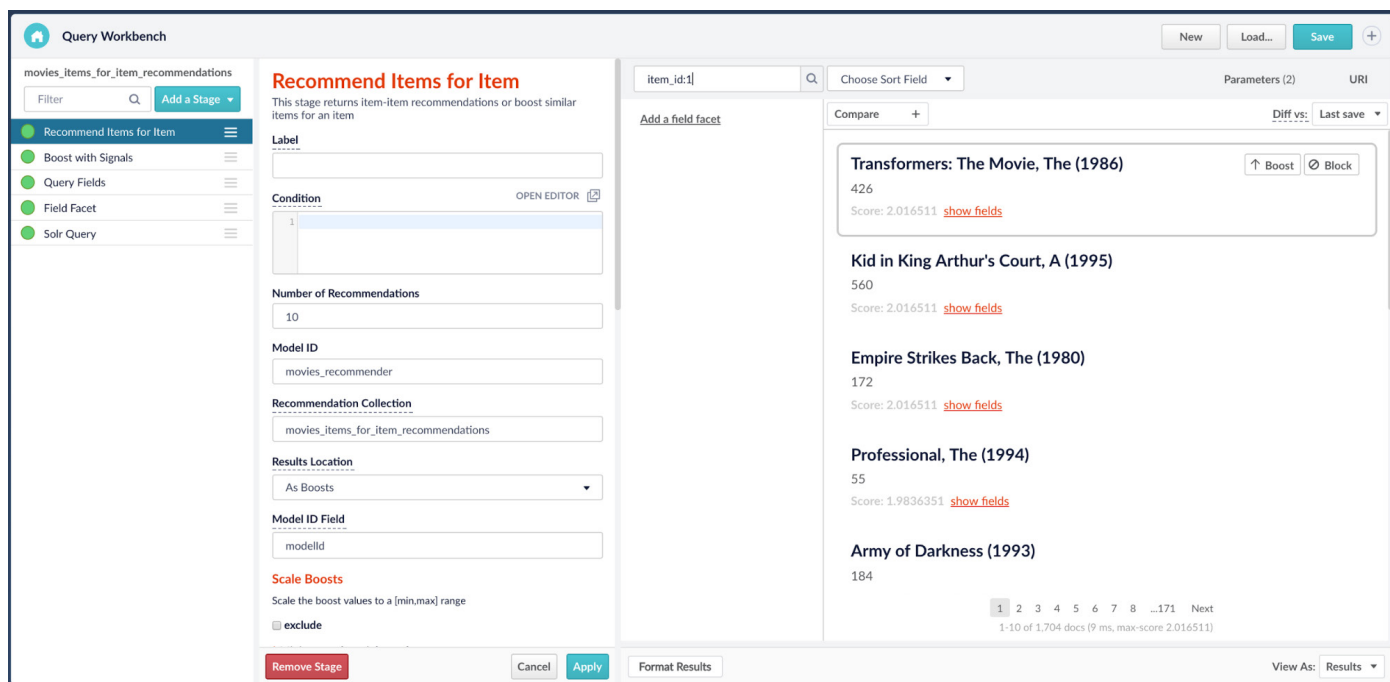 Query Workbench
New
Load...
Save
movies_items_for_item_recommendations
Filter
Add a Stage
Recommend Items for Item
Boost with Signals
Query Fields
Field Facet
Solr Query
Recommend Items for Item
This stage returns item-item recommendations or boost similar
items for an item
Label
Condition
OPEN EDITOR
1
Number of Recommendations
10
Model ID
movies_recommender
Recommendation Collection
movies_items_for_item_recommendations
Results Location
As Boosts
Model ID Field
modelId
Scale Boosts
Scale the boost values to a [min,max] range
exclude
Remove Stage
Cancel
Apply
item_id:1
Choose Sort Field
Parameters (2)
URI
Add a field facet
Compare +
Diff vs: Last save
Transformers: The Movie, The (1986)
Boost
Block
426
Score: 2.016511 show fields
Kid in King Arthur's Court, A (1995)
560
Score: 2.016511 show fields
Empire Strikes Back, The (1980)
172
Score: 2.016511 show fields
Professional, The (1994)
55
Score: 1.9836351 show fields
Army of Darkness (1993)
184
1 2 3 4 5 6 7 8 ...171 Next
1-10 of 1,704 docs (9 ms, max-score 2.016511)
Format Results
View As: Results